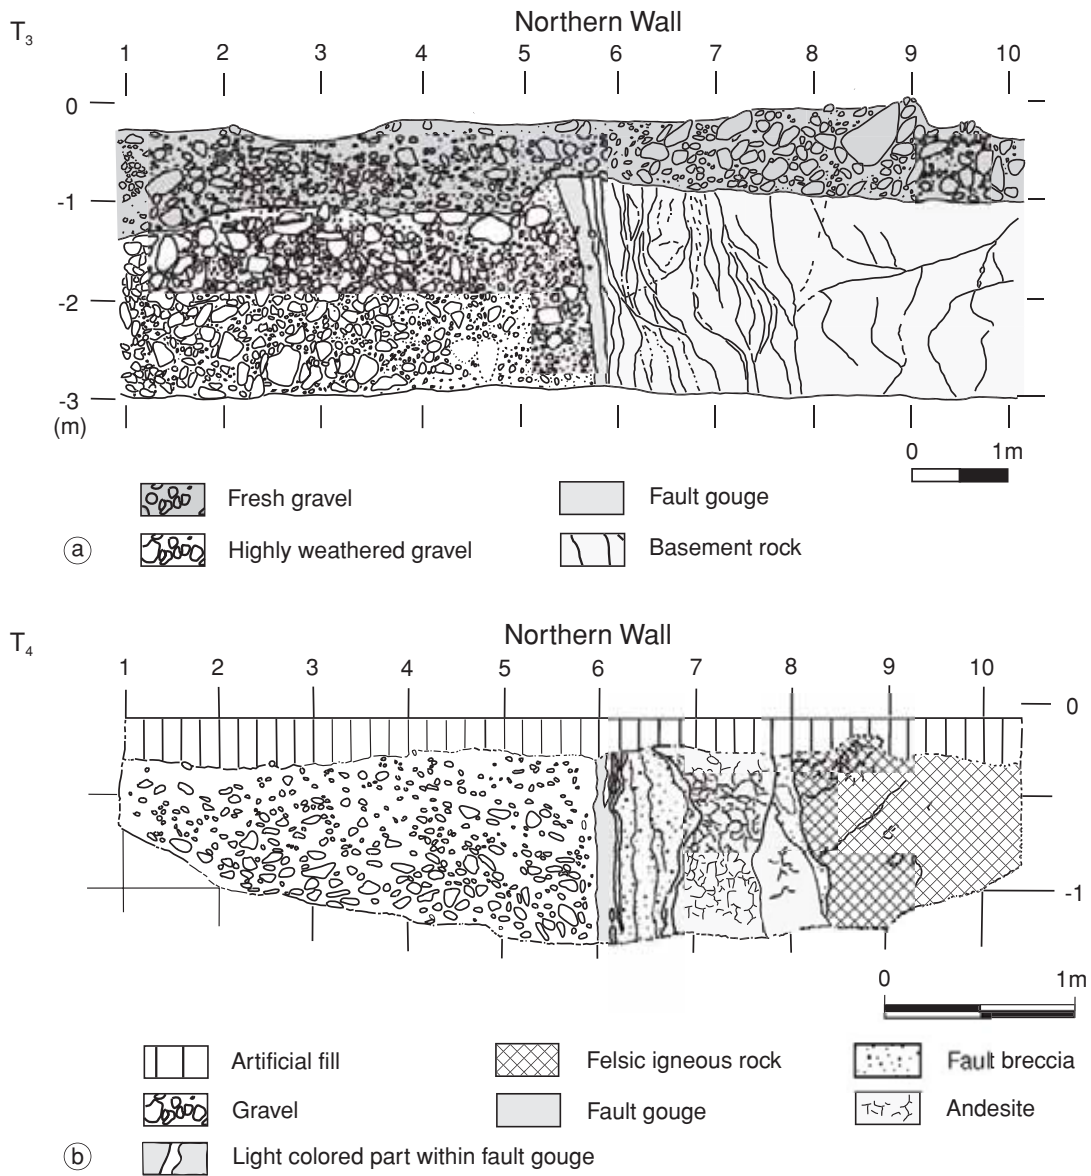 T3
Northern Wall
1 2 3 4 5 6 7 8 9 10
0
-1
-2
-3
(m)
0 1m
Fresh gravel
Fault gouge
a
Highly weathered gravel
Basement rock
T4
Northern Wall
1 2 3 4 5 6 7 8 9 10
0
-1
0 1m
Artificial fill
Felsic igneous rock
Fault breccia
Gravel
Fault gouge
Andesite
b
Light colored part within fault gouge